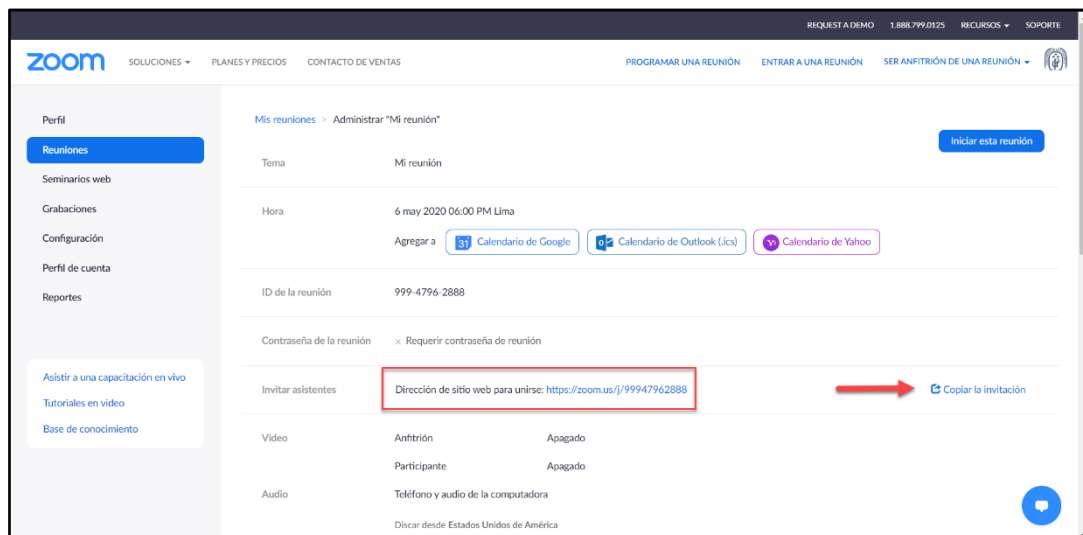 REQUEST A DEMO 1.888.799.0125 RECURSOS SOPORTE
zoom SOLUCIONES PLANES Y PRECIOS CONTACTO DE VENTAS PROGRAMAR UNA REUNIÓN ENTRAR A UNA REUNIÓN SER ANFITRIÓN DE UNA REUNIÓN
Perfil
Reuniones
Seminarios web
Grabaciones
Configuración
Perfil de cuenta
Reportes
Asistir a una capacitación en vivo
Tutoriales en video
Base de conocimiento
Mis reuniones > Administrar "Mi reunión"
Iniciar esta reunión
Tema Mi reunión
Hora 6 may 2020 06:00 PM Lima
Agregar a 31 Calendario de Google Calendario de Outlook (.ics) Calendario de Yahoo
ID de la reunión 999-4796-2888
Contraseña de la reunión × Requerir contraseña de reunión
Invitar asistentes Dirección de sitio web para unirse: https://zoom.us/j/99947962888 Copiar la invitación
Video Anfitrión Apagado
Participante Apagado
Audio Teléfono y audio de la computadora
Discar desde Estados Unidos de América